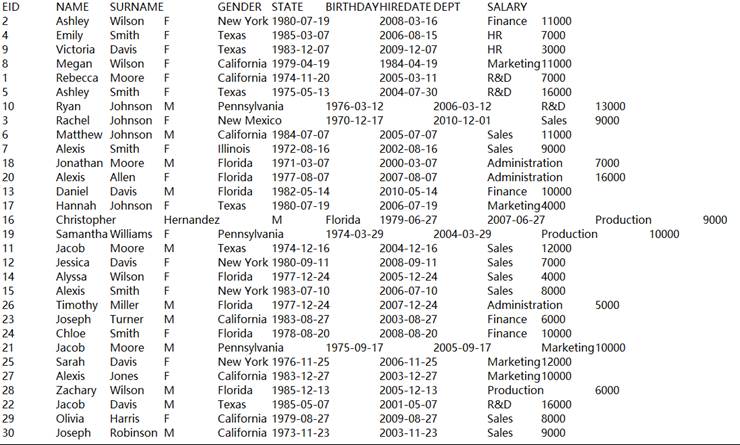 EID NAME SURNAME GENDER STATE BIRTHDAY HIREDATE DEPT SALARY
2 Ashley Wilson F New York 1980-07-19 2008-03-16 Finance 11000
4 Emily Smith F Texas 1985-03-07 2006-08-15 HR 7000
9 Victoria Davis F Texas 1983-12-07 2009-12-07 HR 3000
8 Megan Wilson F California 1979-04-19 1984-04-19 Marketing 11000
1 Rebecca Moore F California 1974-11-20 2005-03-11 R&D 7000
5 Ashley Smith F Texas 1975-05-13 2004-07-30 R&D 16000
10 Ryan Johnson M Pennsylvania 1976-03-12 2006-03-12 R&D 13000
3 Rachel Johnson F New Mexico 1970-12-17 2010-12-01 Sales 9000
6 Matthew Johnson M California 1984-07-07 2005-07-07 Sales 11000
7 Alexis Smith F Illinois 1972-08-16 2002-08-16 Sales 9000
18 Jonathan Moore M Florida 1971-03-07 2000-03-07 Administration 7000
20 Alexis Allen F Florida 1977-08-07 2007-08-07 Administration 16000
13 Daniel Davis M Florida 1982-05-14 2010-05-14 Finance 10000
17 Hannah Johnson F Texas 1980-07-19 2006-07-19 Marketing 4000
16 Christopher Hernandez M Florida 1979-06-27 2007-06-27 Production 9000
19 Samantha Williams F Pennsylvania 1974-03-29 2004-03-29 Production 10000
11 Jacob Moore M Texas 1974-12-16 2004-12-16 Sales 12000
12 Jessica Davis F New York 1980-09-11 2008-09-11 Sales 7000
14 Alyssa Wilson F Florida 1977-12-24 2005-12-24 Sales 4000
15 Alexis Smith F New York 1983-07-10 2006-07-10 Sales 8000
26 Timothy Miller M Florida 1977-12-24 2007-12-24 Administration 5000
23 Joseph Turner M California 1983-08-27 2003-08-27 Finance 6000
24 Chloe Smith F Florida 1978-08-20 2008-08-20 Finance 10000
21 Jacob Moore M Pennsylvania 1975-09-17 2005-09-17 Marketing 10000
25 Sarah Davis F New York 1976-11-25 2006-11-25 Marketing 12000
27 Alexis Jones F California 1983-12-27 2003-12-27 Marketing 10000
28 Zachary Wilson M Florida 1985-12-13 2005-12-13 Production 6000
22 Jacob Davis M Texas 1985-05-07 2001-05-07 R&D 16000
29 Olivia Harris F California 1979-08-27 2009-08-27 Sales 8000
30 Joseph Robinson M California 1973-11-23 2003-11-23 Sales 9000